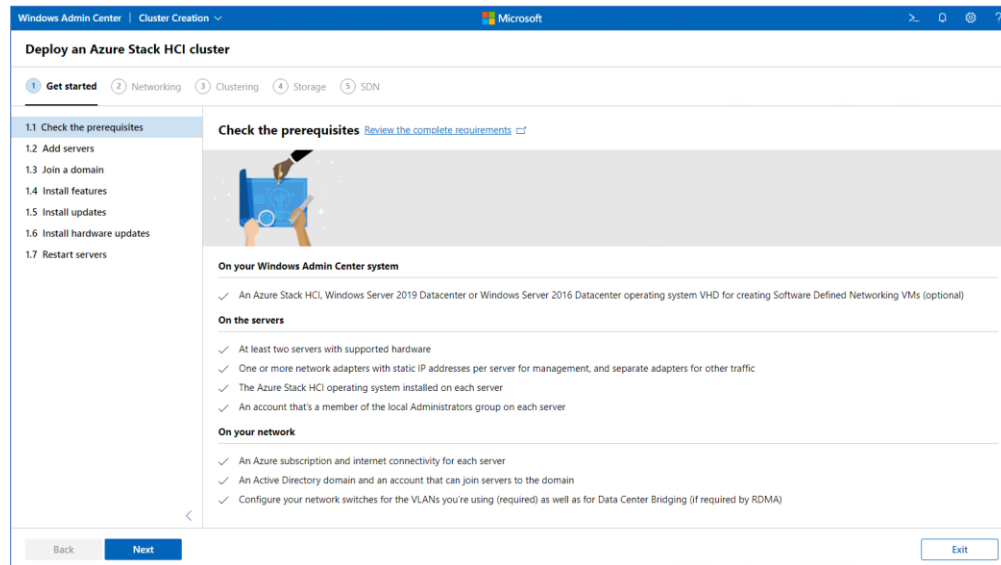 Windows Admin Center | Cluster Creation
Microsoft
Deploy an Azure Stack HCI cluster
1 Get started 2 Networking 3 Clustering 4 Storage 5 SDN
1.1 Check the prerequisites
1.2 Add servers
1.3 Join a domain
1.4 Install features
1.5 Install updates
1.6 Install hardware updates
1.7 Restart servers
Check the prerequisites Review the complete requirements
On your Windows Admin Center system
An Azure Stack HCI, Windows Server 2019 Datacenter or Windows Server 2016 Datacenter operating system VHD for creating Software Defined Networking VMs (optional)
On the servers
At least two servers with supported hardware
One or more network adapters with static IP addresses per server for management, and separate adapters for other traffic
The Azure Stack HCI operating system installed on each server
An account that's a member of the local Administrators group on each server
On your network
An Azure subscription and internet connectivity for each server
An Active Directory domain and an account that can join servers to the domain
Configure your network switches for the VLANs you're using (required) as well as for Data Center Bridging (if required by RDMA)
Back
Next
Exit